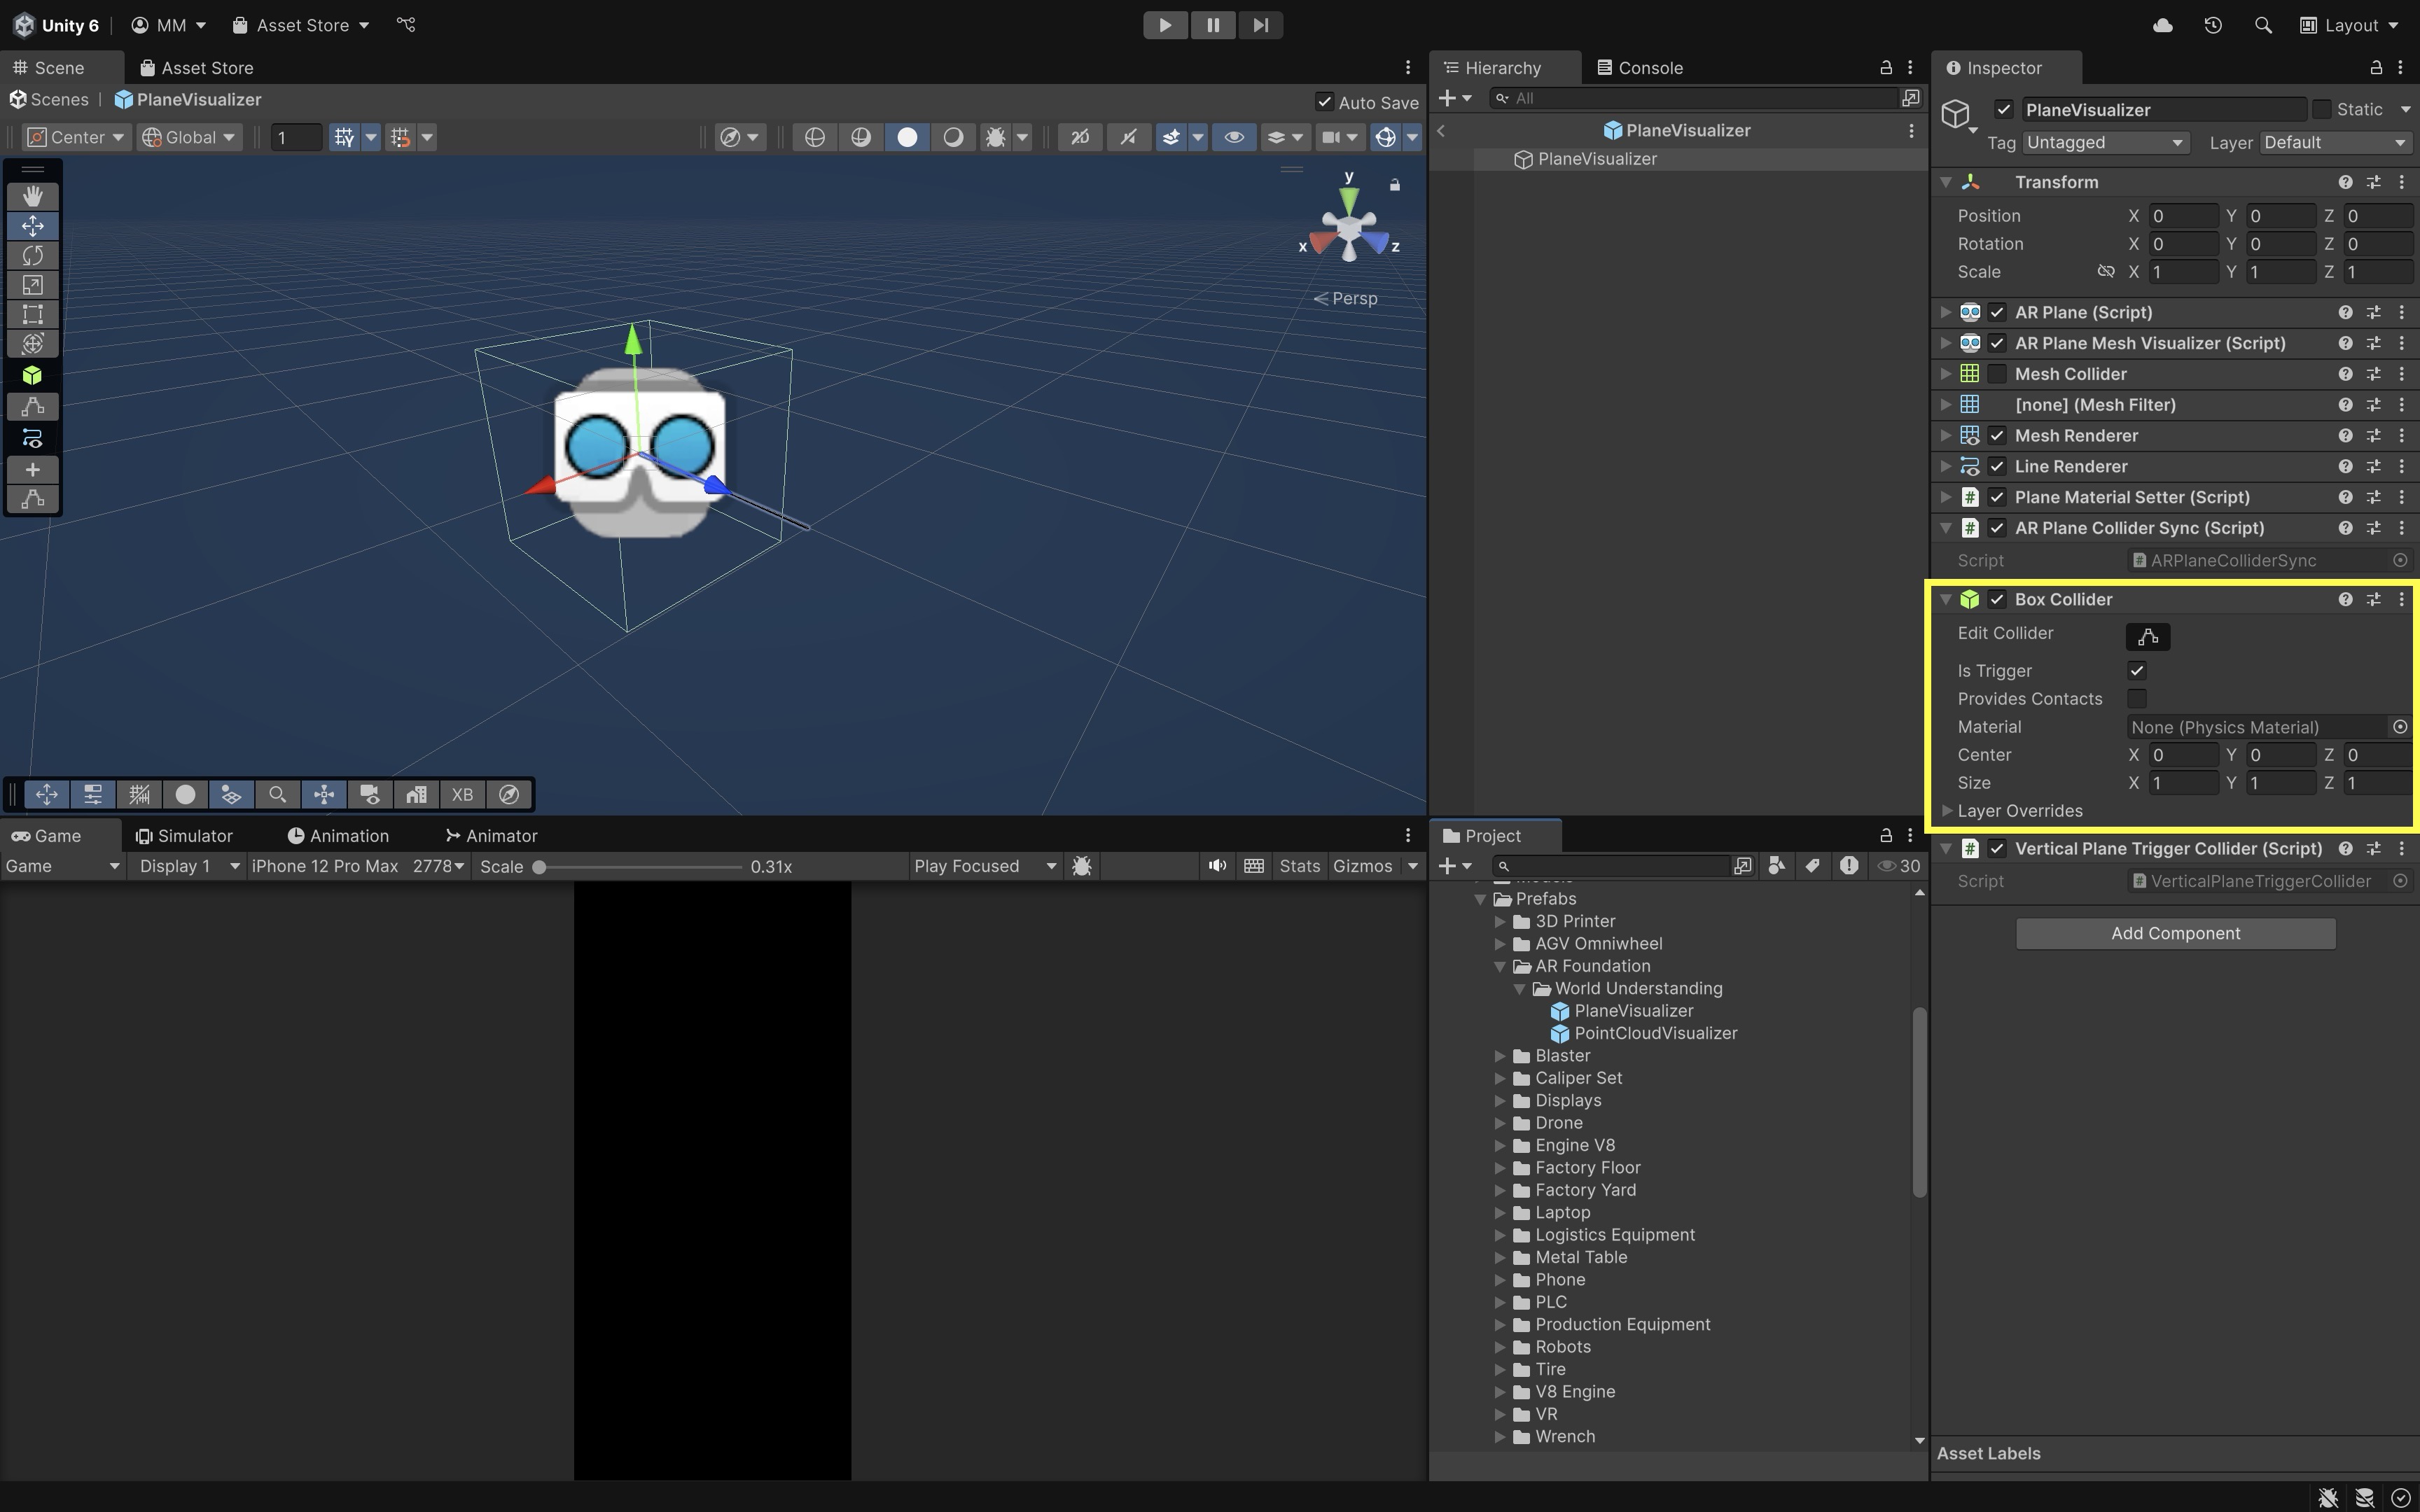 Unity 6 MM Asset Store Layout
Scene Asset Store
Scenes PlaneVisualizer Auto Save
Center Global 1 2D
y
x z
Persp
XB
Hierarchy Console
All
PlaneVisualizer
PlaneVisualizer
Inspector
PlaneVisualizer Static
Tag Untagged Layer Default
Transform
Position X 0 Y 0 Z 0
Rotation X 0 Y 0 Z 0
Scale X 1 Y 1 Z 1
AR Plane (Script)
AR Plane Mesh Visualizer (Script)
Mesh Collider
[none] (Mesh Filter)
Mesh Renderer
Line Renderer
Plane Material Setter (Script)
AR Plane Collider Sync (Script)
Script ARPlaneColliderSync
Box Collider
Edit Collider
Is Trigger
Provides Contacts
Material None (Physics Material)
Center X 0 Y 0 Z 0
Size X 1 Y 1 Z 1
Layer Overrides
Vertical Plane Trigger Collider (Script)
Script VerticalPlaneTriggerCollider
Add Component
Asset Labels
Game Simulator Animation Animator
Game Display 1 iPhone 12 Pro Max 2778 Scale 0.31x Play Focused Stats Gizmos
Project
30
Prefabs
3D Printer
AGV Omniwheel
AR Foundation
World Understanding
PlaneVisualizer
PointCloudVisualizer
Blaster
Caliper Set
Displays
Drone
Engine V8
Factory Floor
Factory Yard
Laptop
Logistics Equipment
Metal Table
Phone
PLC
Production Equipment
Robots
Tire
V8 Engine
VR
Wrench